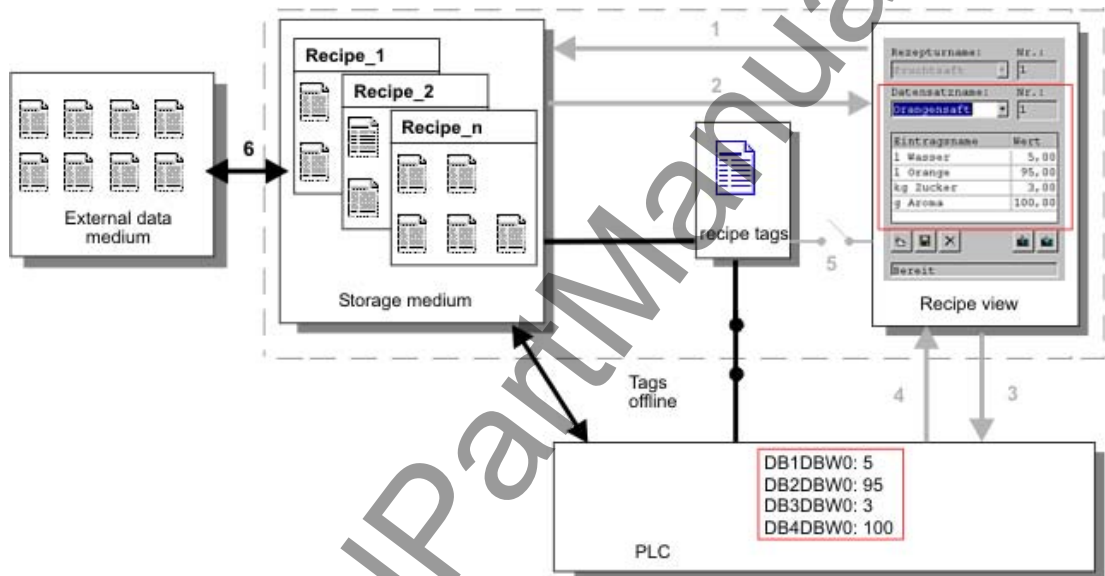 Recipe_1
Recipe_2
Recipe_n
Storage medium
External data
medium
6
1
2
recipe tags
5
Rezepturname: Nr.:
Fruchtsaft 1
Datensatzname: Nr.:
Orangensaft 1
Eintragsname Wert
l Wasser 5,00
l Orange 95,00
kg Zucker 3,00
g Aroma 100,00
Bereit
Recipe view
Tags
offline
4
3
DB1DBW0: 5
DB2DBW0: 95
DB3DBW0: 3
DB4DBW0: 100
PLC